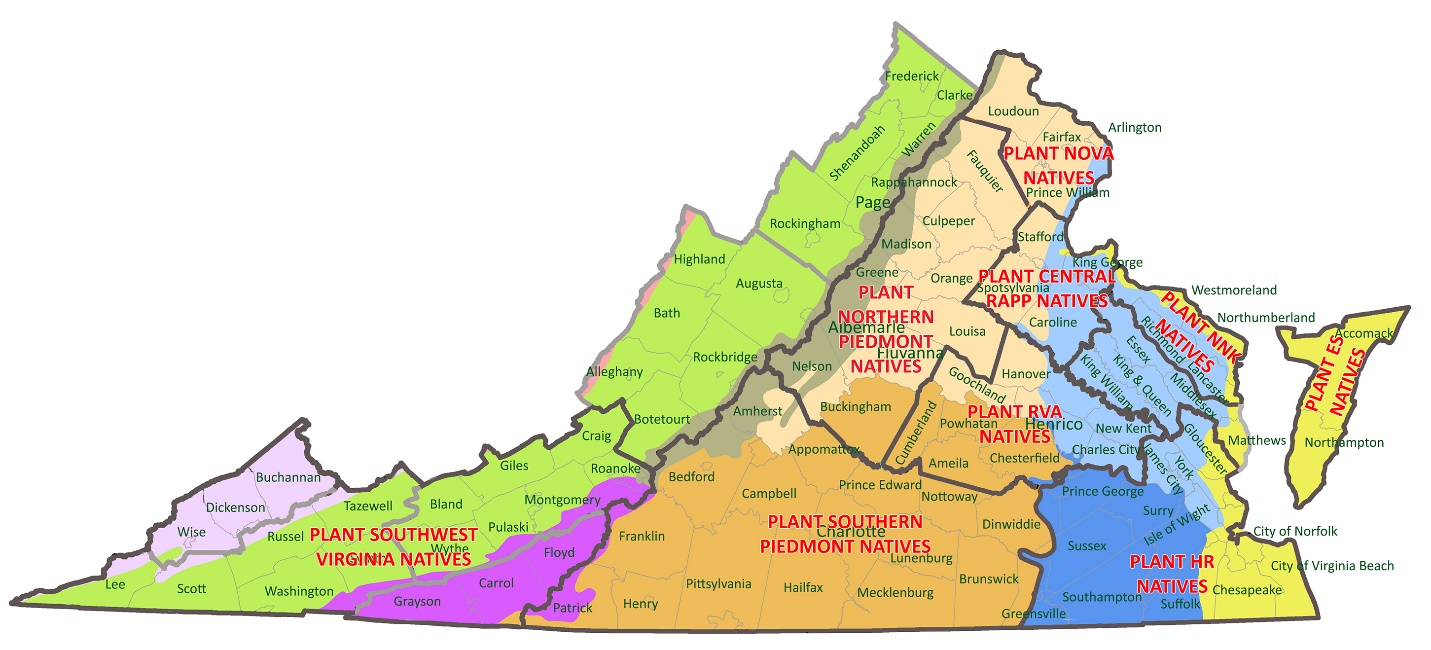 Frederick
Clarke
Loudoun
Shenandoah
Warren
Fairfax
Arlington
PLANT NOVA
NATIVES
Fauquier
Rappahannock
Prince William
Page
Culpeper
Rockingham
Madison
Stafford
Highland
King George
Greene
Orange
PLANT CENTRAL
RAPP NATIVES
Spotsylvania
Augusta
Westmoreland
PLANT
NORTHERN
PIEDMONT
NATIVES
Albemarle
Fluvanna
Bath
Louisa
Caroline
Richmond
PLANT NNK
NATIVES
Northumberland
Accomack
Essex
Lancaster
Rockbridge
Nelson
Alleghany
Hanover
King & Queen
King William
Middlesex
PLANT ES
NATIVES
Goochland
Botetourt
Amherst
Buckingham
Cumberland
PLANT RVA
NATIVES
Powhatan
Henrico
New Kent
Gloucester
Matthews
Northampton
Craig
Appomattox
Chesterfield
Charles City
James City
York
Giles
Roanoke
Ameila
Buchannan
Bedford
Prince Edward
Dickenson
Tazewell
Bland
Montgomery
Campbell
Nottoway
Prince George
Surry
Isle of Wight
Wise
Russel
PLANT SOUTHWEST
VIRGINIA NATIVES
Wythe
Pulaski
Floyd
Franklin
PLANT SOUTHERN
PIEDMONT NATIVES
Charlotte
Dinwiddie
City of Norfolk
Lunenburg
Sussex
PLANT HR
NATIVES
City of Virginia Beach
Lee
Scott
Washington
Carrol
Grayson
Patrick
Henry
Pittsylvania
Hailfax
Mecklenburg
Brunswick
Greensville
Southampton
Suffolk
Chesapeake